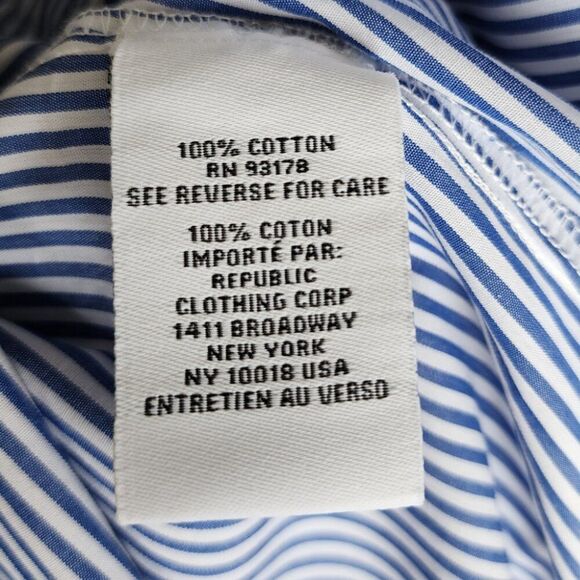 100% COTTON
RN 93178
SEE REVERSE FOR CARE
100% COTON
IMPORTÉ PAR:
REPUBLIC
CLOTHING CORP
1411 BROADWAY
NEW YORK
NY 10018 USA
ENTRETIEN AU VERSO